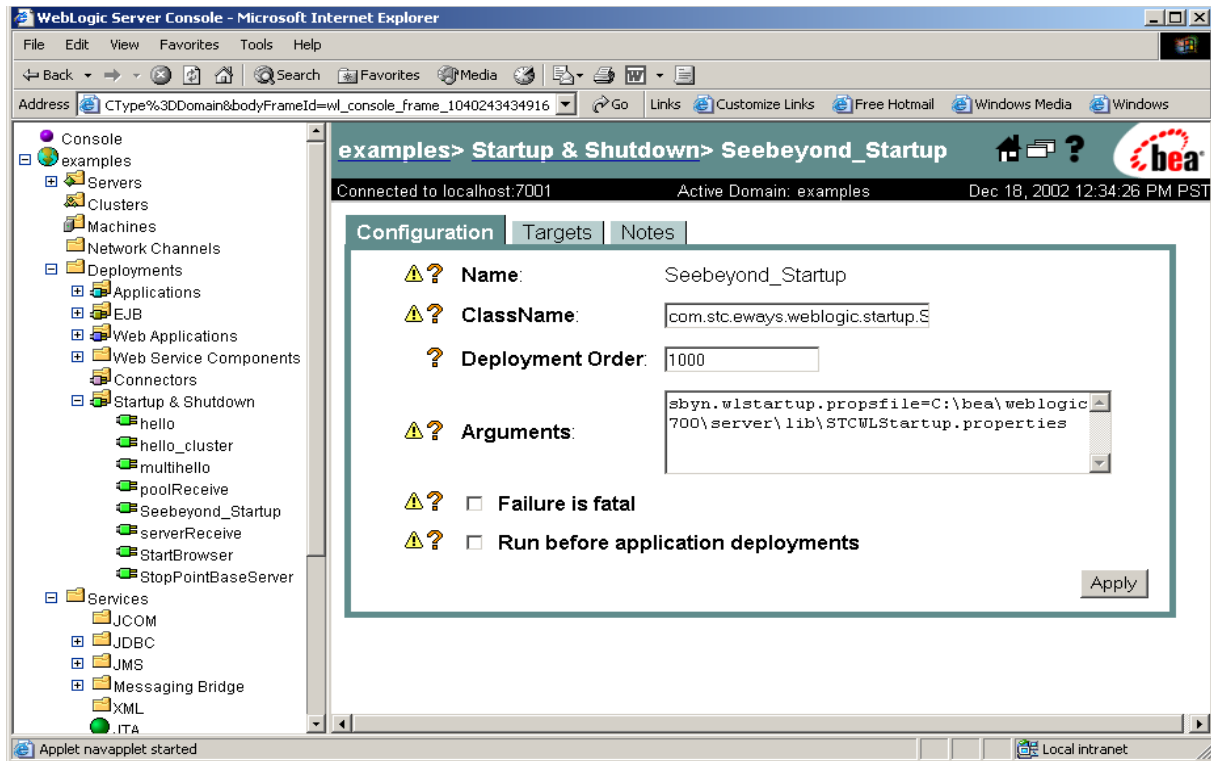 WebLogic Server Console - Microsoft Internet Explorer
File Edit View Favorites Tools Help
Back Search Favorites Media
Address CType%3DDomain&bodyFrameId=wl_console_frame_1040243434916 Go Links Customize Links Free Hotmail Windows Media Windows
Console
examples
Servers
Clusters
Machines
Network Channels
Deployments
Applications
EJB
Web Applications
Web Service Components
Connectors
Startup & Shutdown
hello
hello_cluster
multihello
poolReceive
Seebeyond_Startup
serverReceive
StartBrowser
StopPointBaseServer
Services
JCOM
JDBC
JMS
Messaging Bridge
XML
JTA
examples> Startup & Shutdown> Seebeyond_Startup
bea
Connected to localhost:7001 Active Domain: examples Dec 18, 2002 12:34:26 PM PST
Configuration Targets Notes
Name: Seebeyond_Startup
ClassName: com.stc.eways.weblogic.startup.S
Deployment Order: 1000
Arguments: sbyn.wlstartup.propsfile=C:\bea\weblogic
700\server\lib\STCWLStartup.properties
Failure is fatal
Run before application deployments
Apply
Applet navapplet started
Local intranet